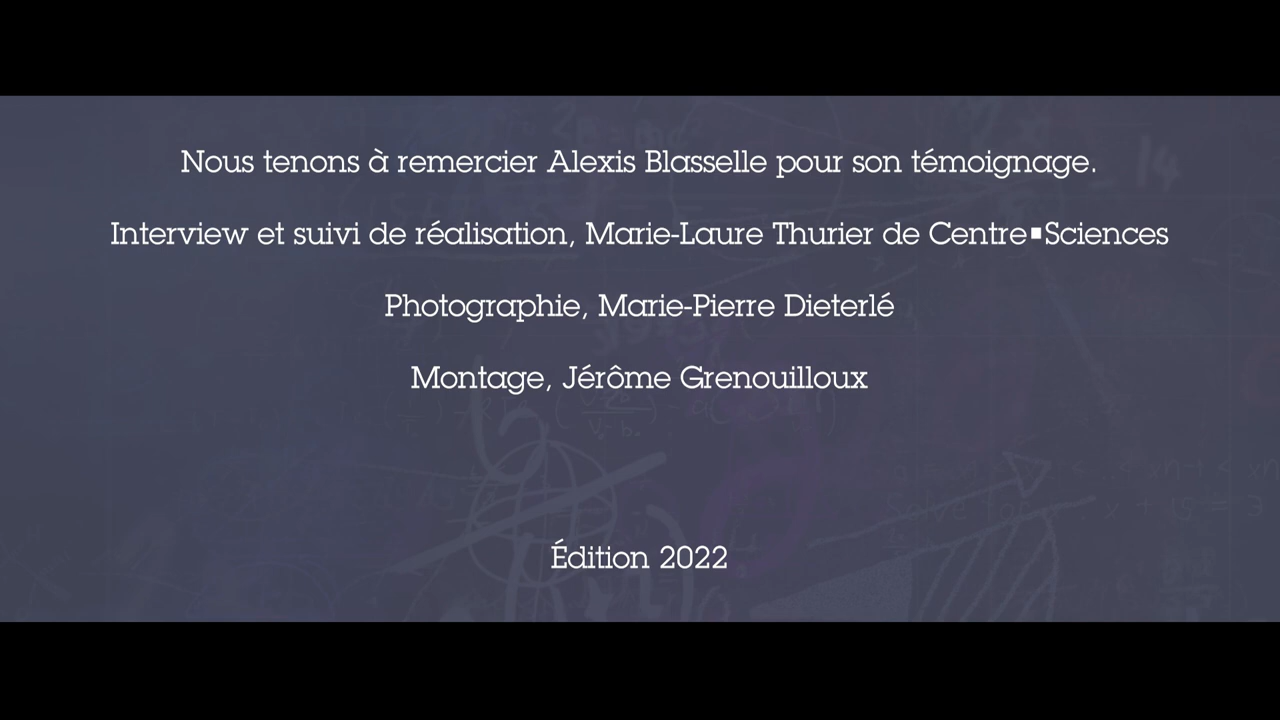 Nous tenons à remercier Alexis Blasselle pour son témoignage.
Interview et suivi de réalisation, Marie-Laure Thurier de Centre▪Sciences
Photographie, Marie-Pierre Dieterlé
Montage, Jérôme Grenouilloux
Édition 2022